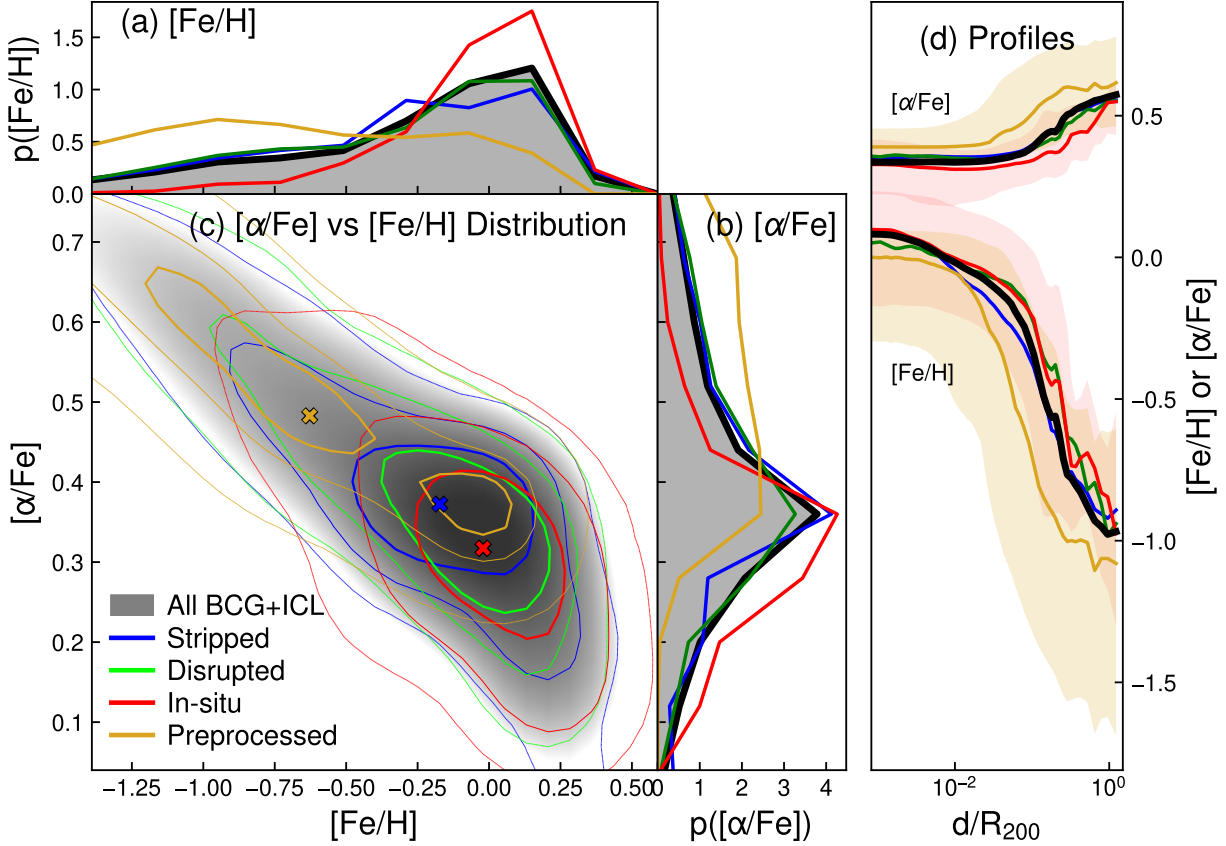 (a) [Fe/H]
p([Fe/H])
1.5
1.0
0.5
0.0
(c) [α/Fe] vs [Fe/H] Distribution
[α/Fe]
0.7
0.6
0.5
0.4
0.3
0.2
0.1
All BCG+ICL
Stripped
Disrupted
In-situ
Preprocessed
−1.25 −1.00 −0.75 −0.50 −0.25 0.00 0.25 0.50
[Fe/H]
(b) [α/Fe]
0 1 2 3 4
p([α/Fe])
(d) Profiles
[α/Fe]
[Fe/H]
0.5
0.0
−0.5
−1.0
−1.5
[Fe/H] or [α/Fe]
10⁻² 10⁰
d/R₂₀₀